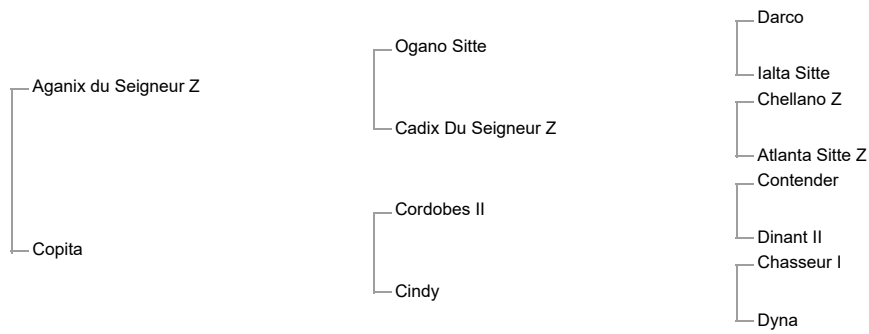 Darco
Ogano Sitte
Ialta Sitte
Aganix du Seigneur Z
Chellano Z
Cadix Du Seigneur Z
Atlanta Sitte Z
Contender
Cordobes II
Dinant II
Copita
Chasseur I
Cindy
Dyna